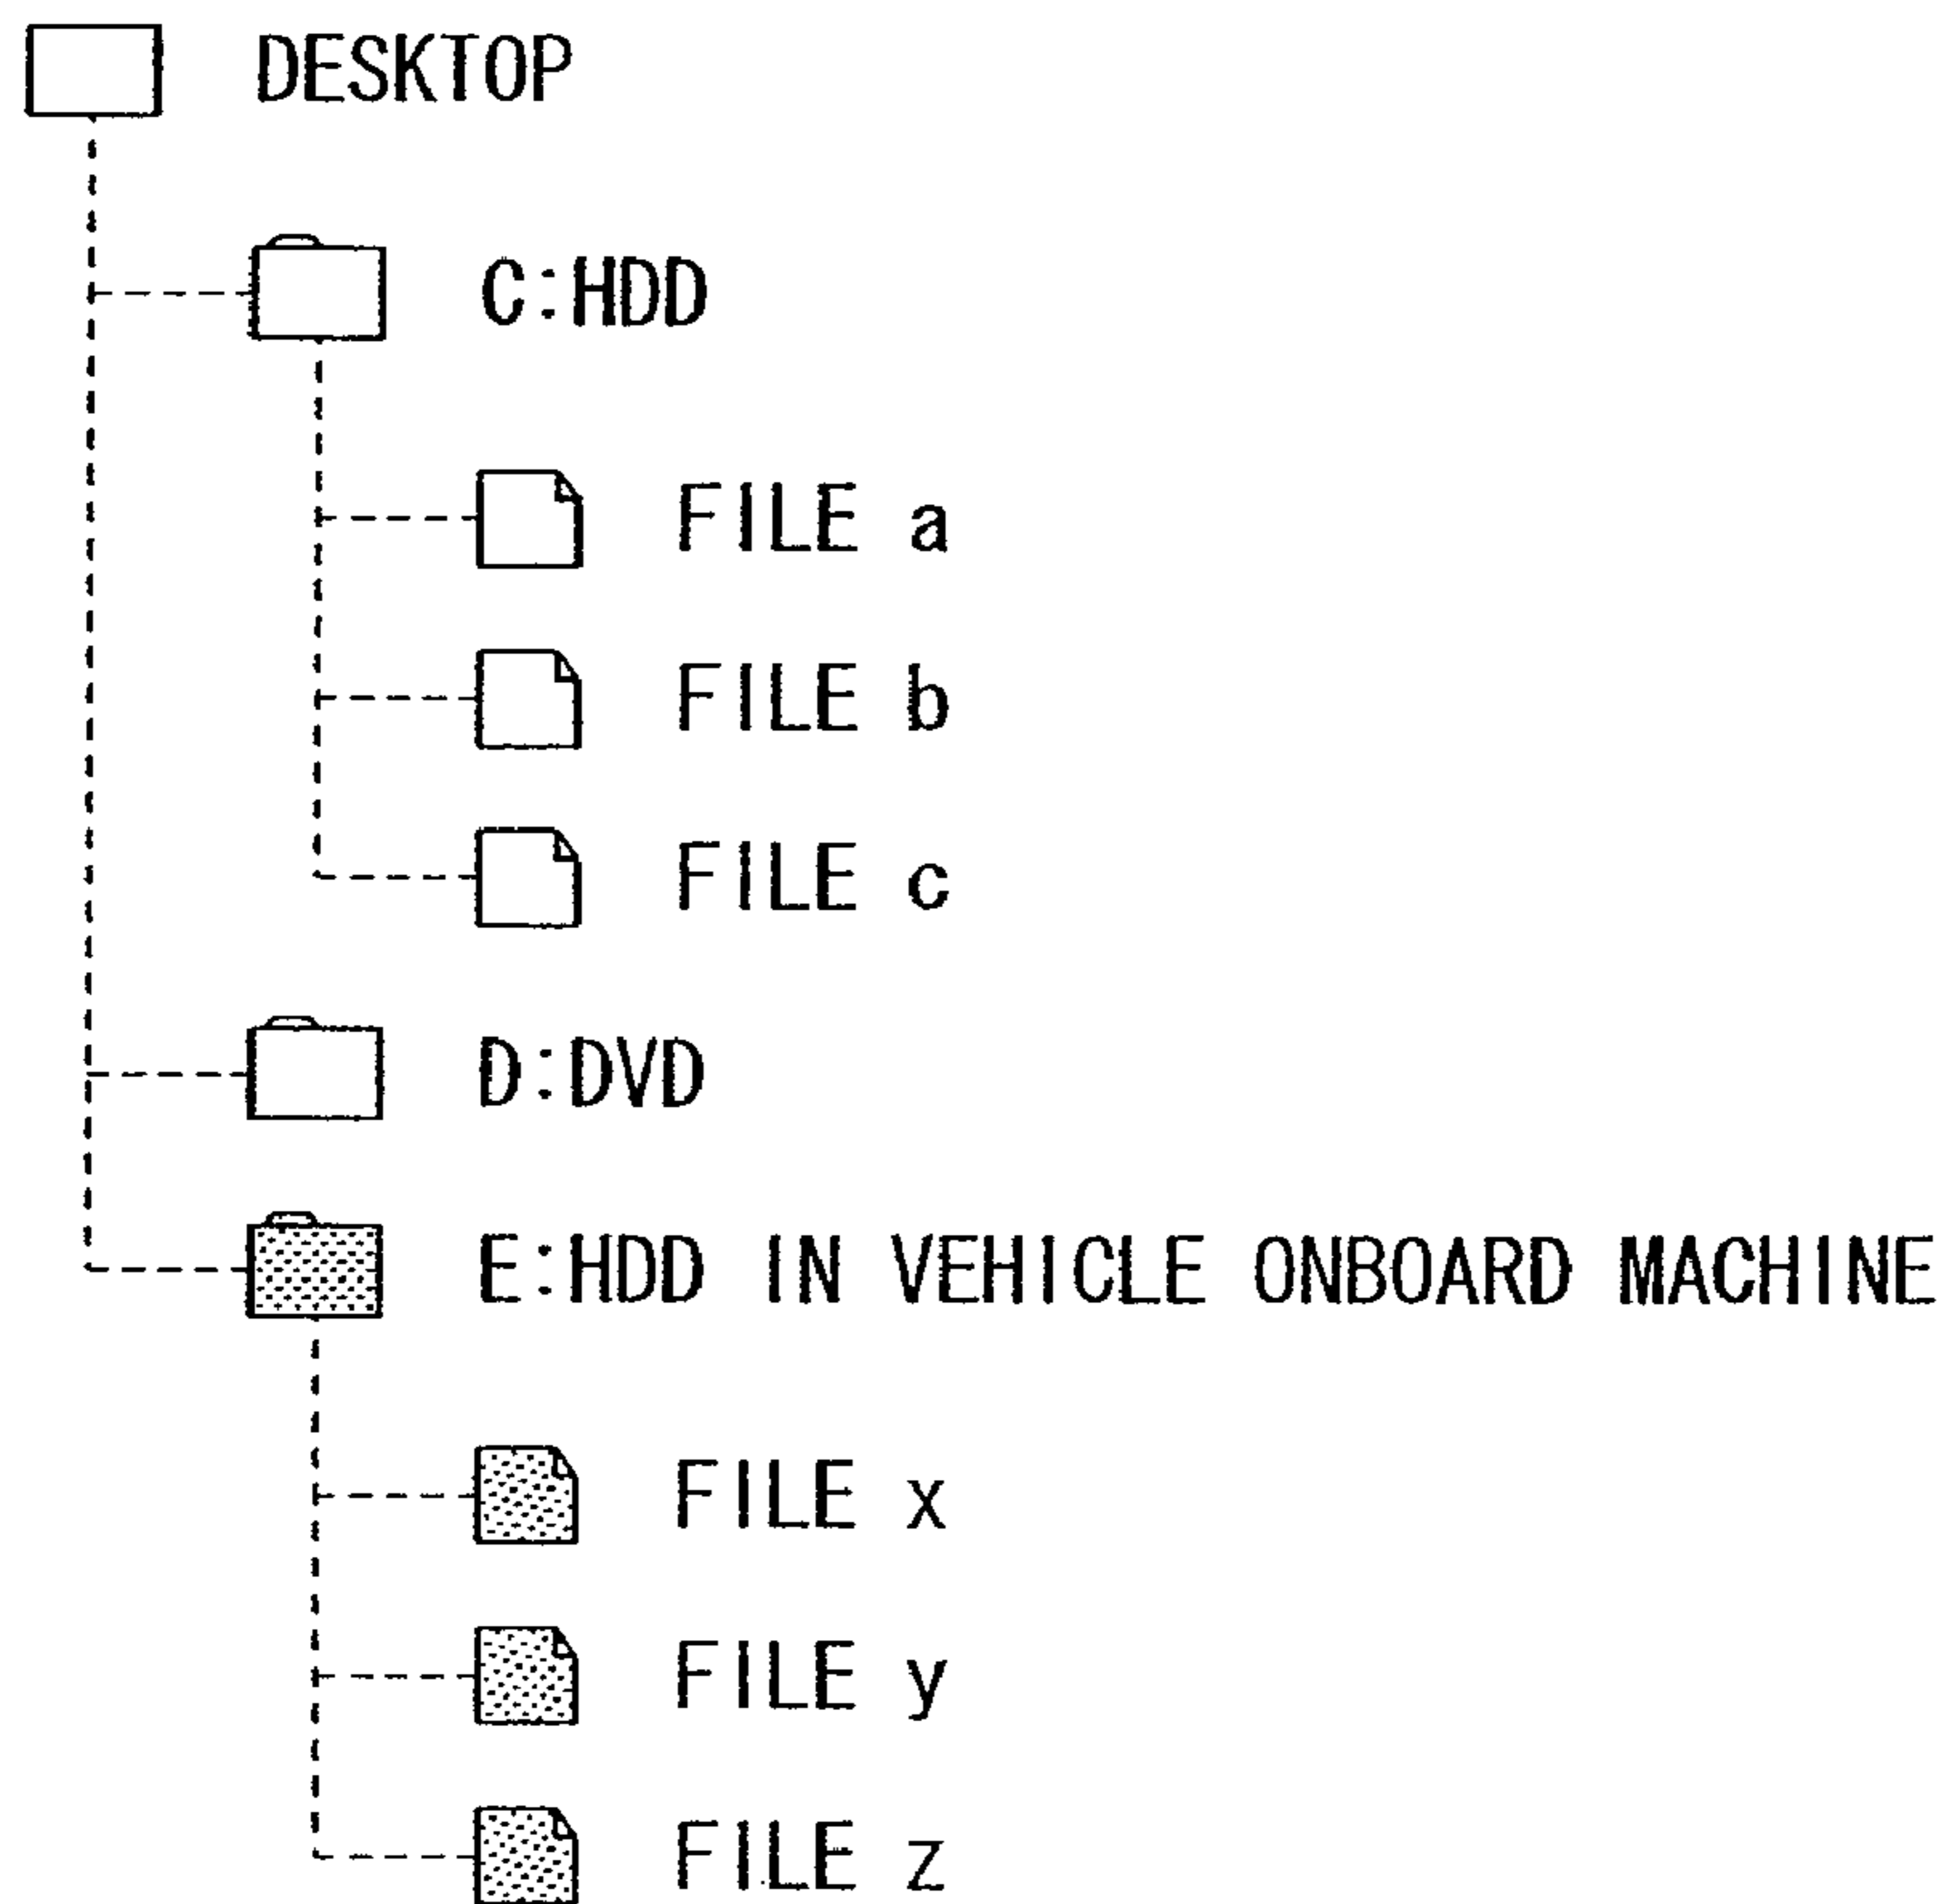 DESKTOP
C:HDD
FILE a
FILE b
FILE c
D:DVD
E:HDD IN VEHICLE ONBOARD MACHINE
FILE x
FILE y
FILE z